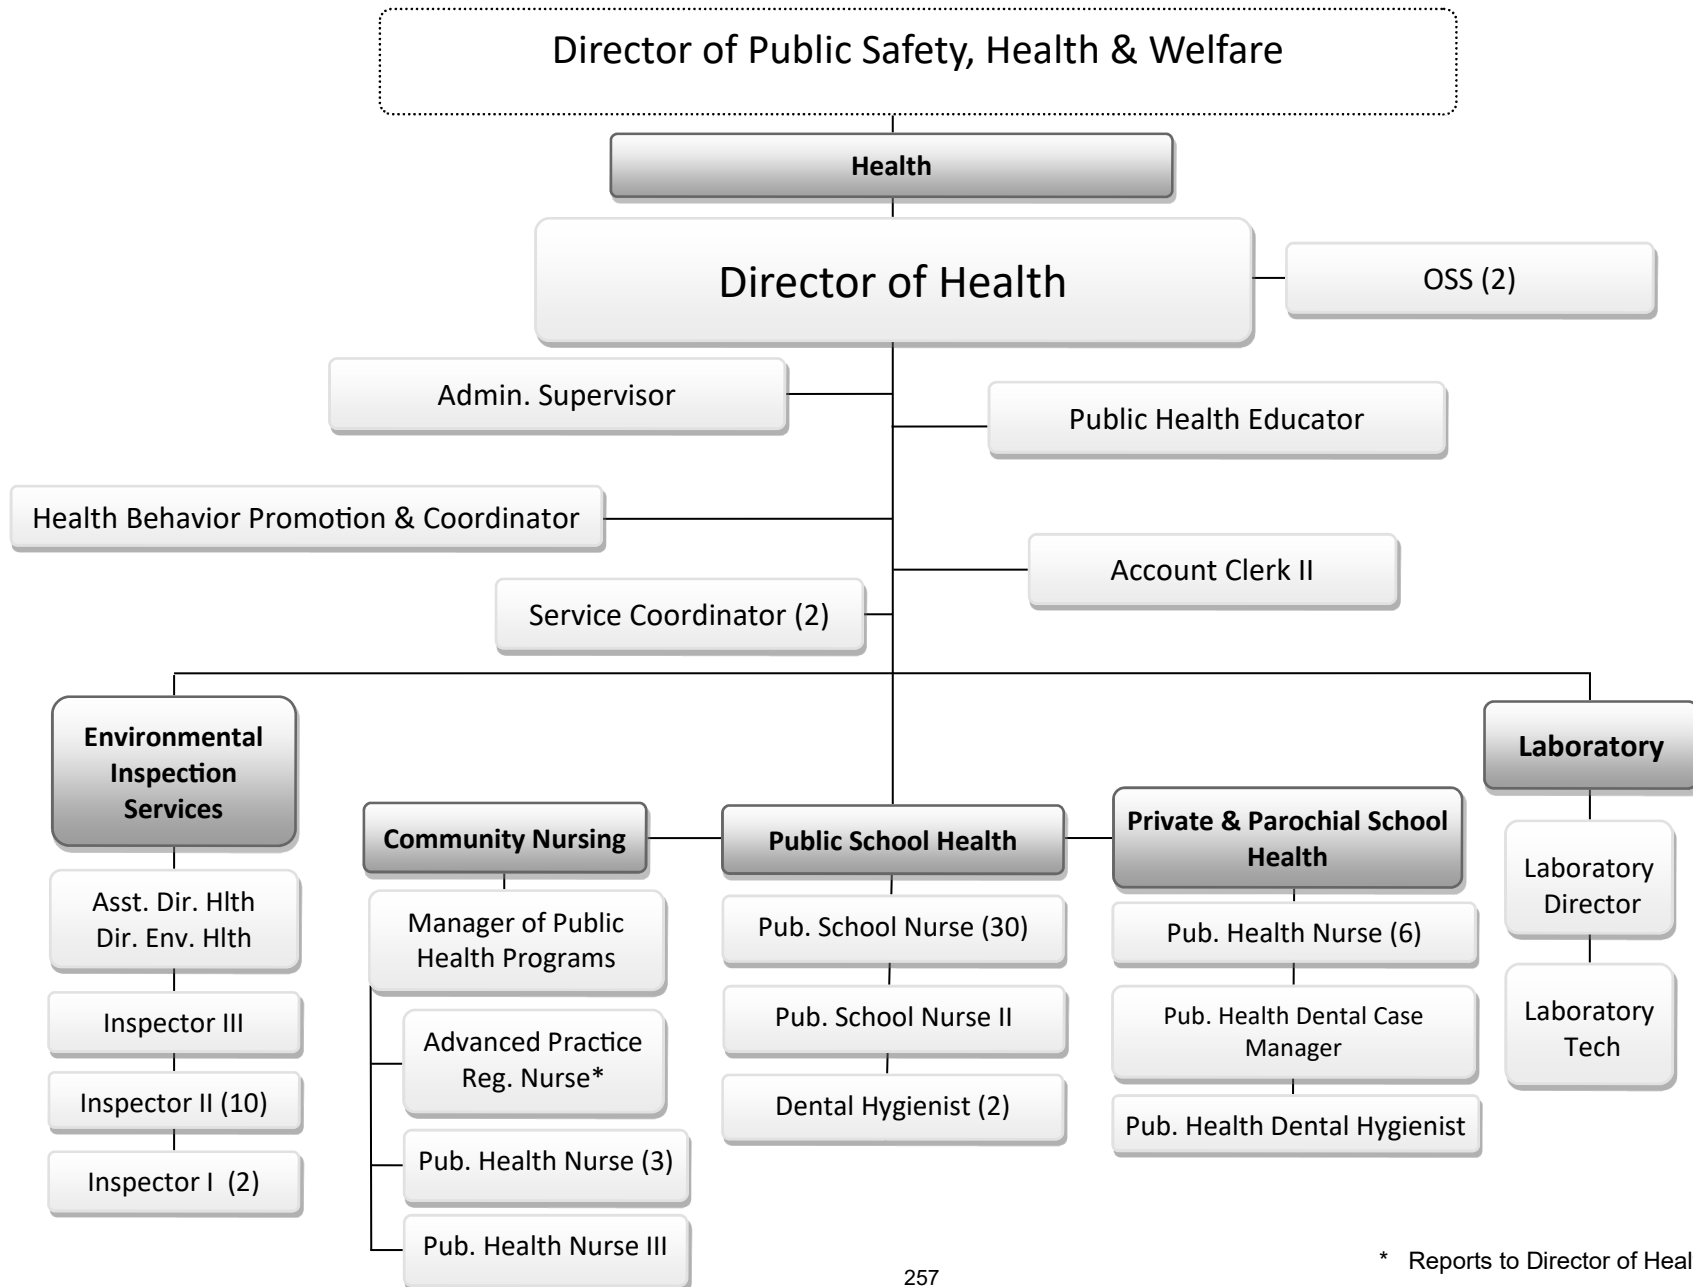 Director of Public Safety, Health & Welfare
Health
Director of Health
OSS (2)
Admin. Supervisor
Public Health Educator
Health Behavior Promotion & Coordinator
Account Clerk II
Service Coordinator (2)
Environmental
Inspection
Services
Asst. Dir. Hlth
Dir. Env. Hlth
Inspector III
Inspector II (10)
Inspector I (2)
Community Nursing
Manager of Public
Health Programs
Advanced Practice
Reg. Nurse*
Pub. Health Nurse (3)
Pub. Health Nurse III
Public School Health
Pub. School Nurse (30)
Pub. School Nurse II
Dental Hygienist (2)
Private & Parochial School
Health
Pub. Health Nurse (6)
Pub. Health Dental Case
Manager
Pub. Health Dental Hygienist
Laboratory
Laboratory
Director
Laboratory
Tech
* Reports to Director of Heal
257